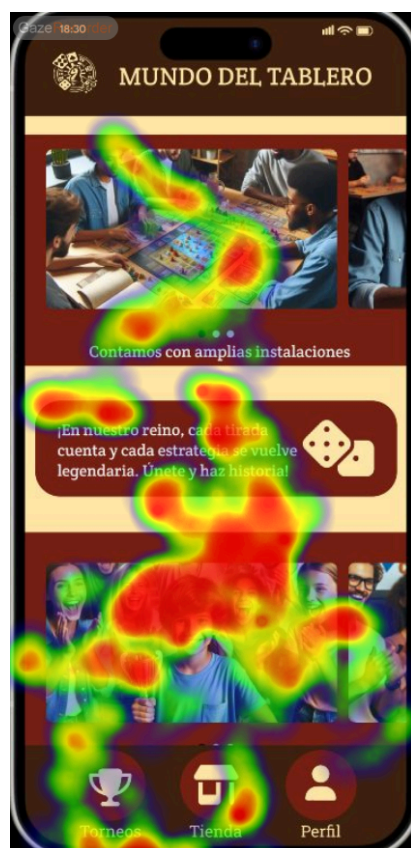 GazeRecorder
18:30
MUNDO DEL TABLERO
Contamos con amplias instalaciones
¡En nuestro reino, cada tirada
cuenta y cada estrategia se vuelve
legendaria. Únete y haz historia!
Torneos
Tienda
Perfil